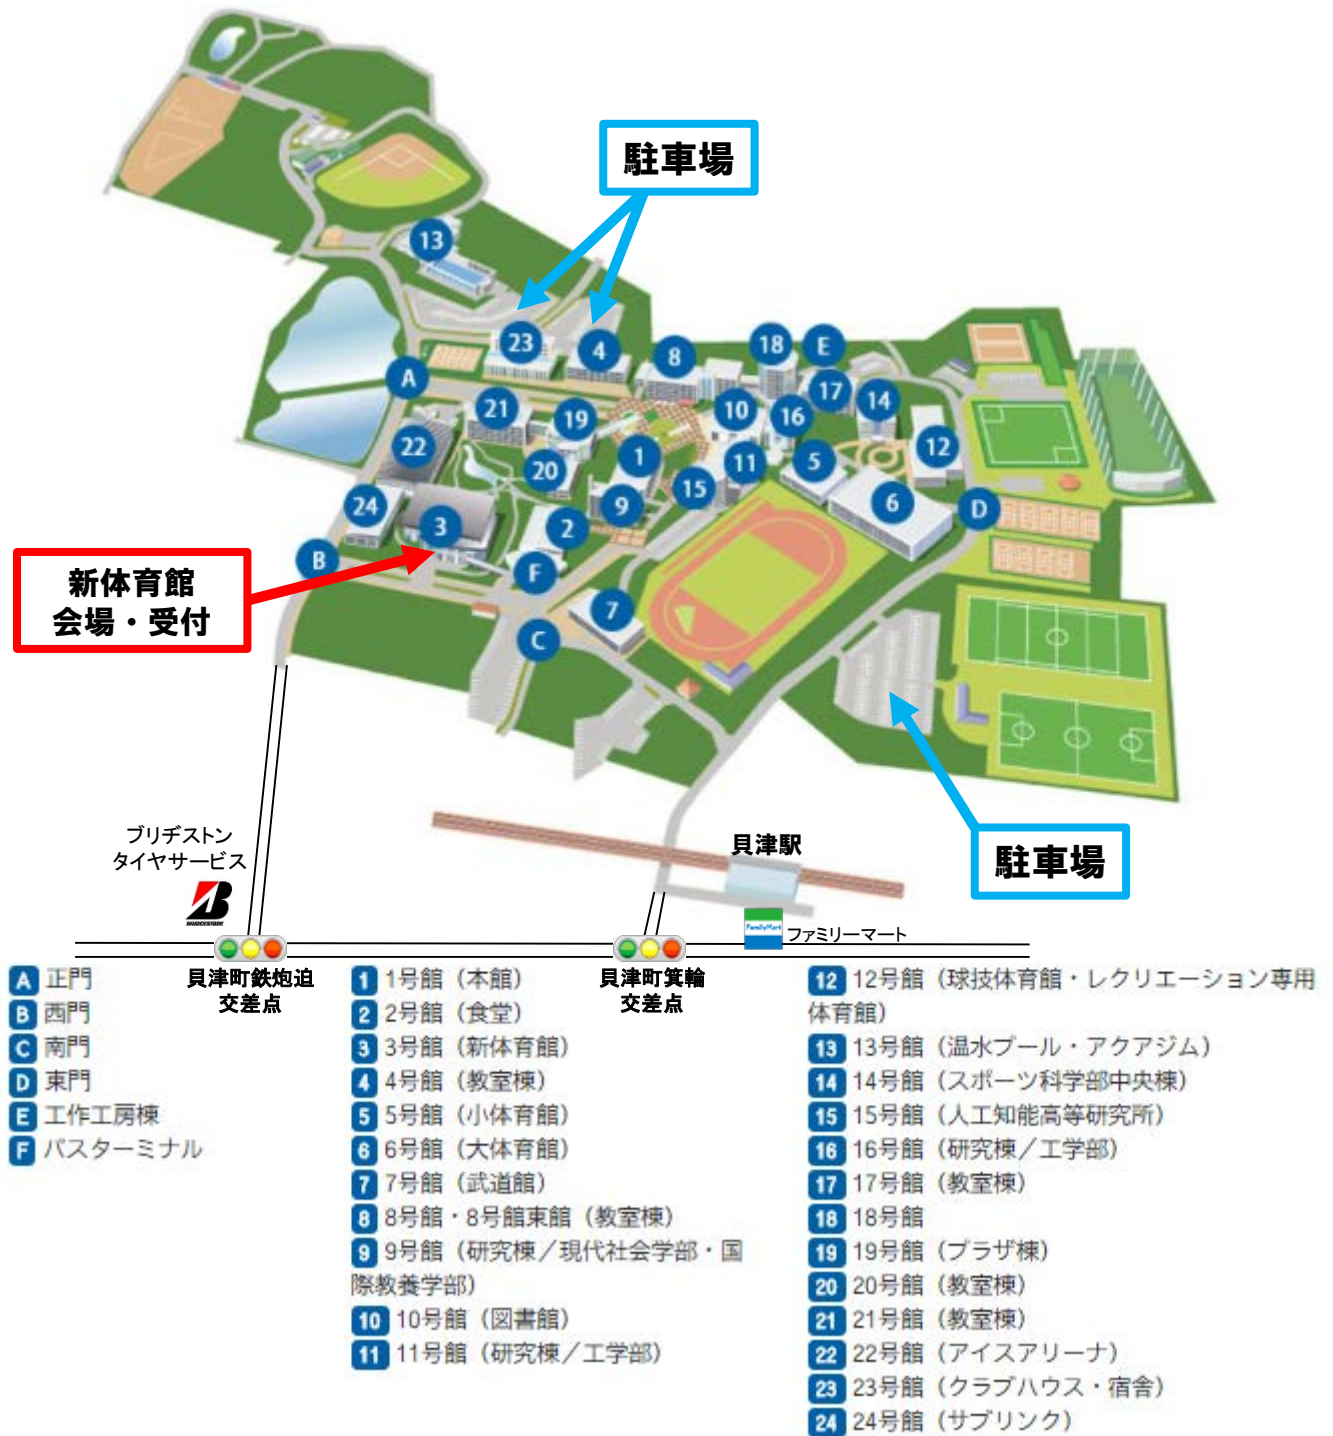 駐車場
13
23
4
8
18
E
A
17
21
19
10
16
14
22
1
12
20
11
5
24
15
9
6
D
3
2
新体育館
会場・受付
B
F
7
C
ブリヂストン
タイヤサービス
BRIDGESTONE
貝津駅
駐車場
FamilyMart
ファミリーマート
貝津町鉄炮迫
交差点
貝津町箕輪
交差点
A 正門
B 西門
C 南門
D 東門
E 工作工房棟
F バスターミナル
1 1号館（本館）
2 2号館（食堂）
3 3号館（新体育館）
4 4号館（教室棟）
5 5号館（小体育館）
6 6号館（大体育館）
7 7号館（武道館）
8 8号館・8号館東館（教室棟）
9 9号館（研究棟／現代社会学部・国
際教養学部）
10 10号館（図書館）
11 11号館（研究棟／工学部）
12 12号館（球技体育館・レクリエーション専用
体育館）
13 13号館（温水プール・アクアジム）
14 14号館（スポーツ科学部中央棟）
15 15号館（人工知能高等研究所）
16 16号館（研究棟／工学部）
17 17号館（教室棟）
18 18号館
19 19号館（プラザ棟）
20 20号館（教室棟）
21 21号館（教室棟）
22 22号館（アイスアリーナ）
23 23号館（クラブハウス・宿舎）
24 24号館（サブリンク）